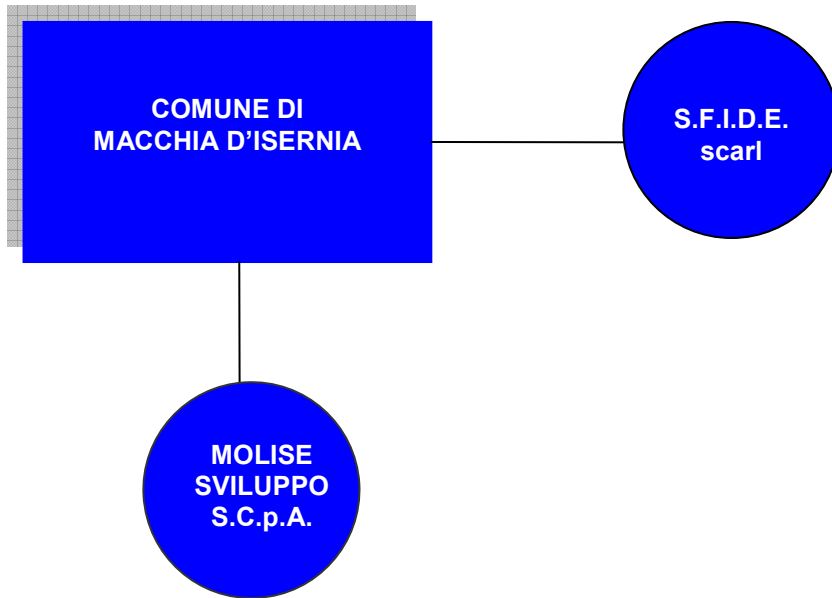 COMUNE DI
MACCHIA D'ISERNIA
S.F.I.D.E.
scarl
MOLISE
SVILUPPO
S.C.p.A.